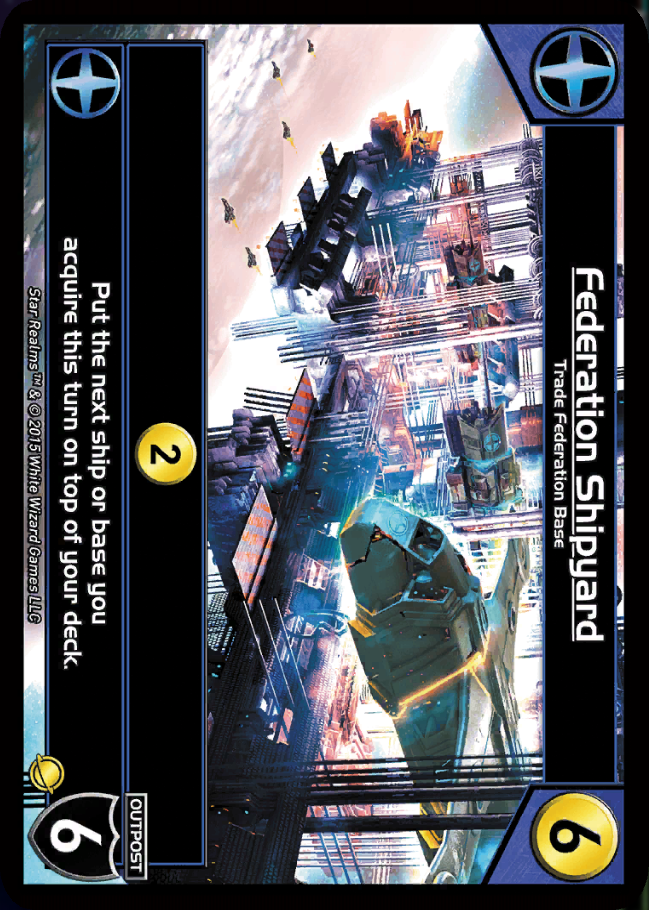 Federation Shipyard
Trade Federation Base
6
2
Put the next ship or base you
acquire this turn on top of your deck.
OUTPOST
6
Star Realms™ & © 2015 White Wizard Games LLC